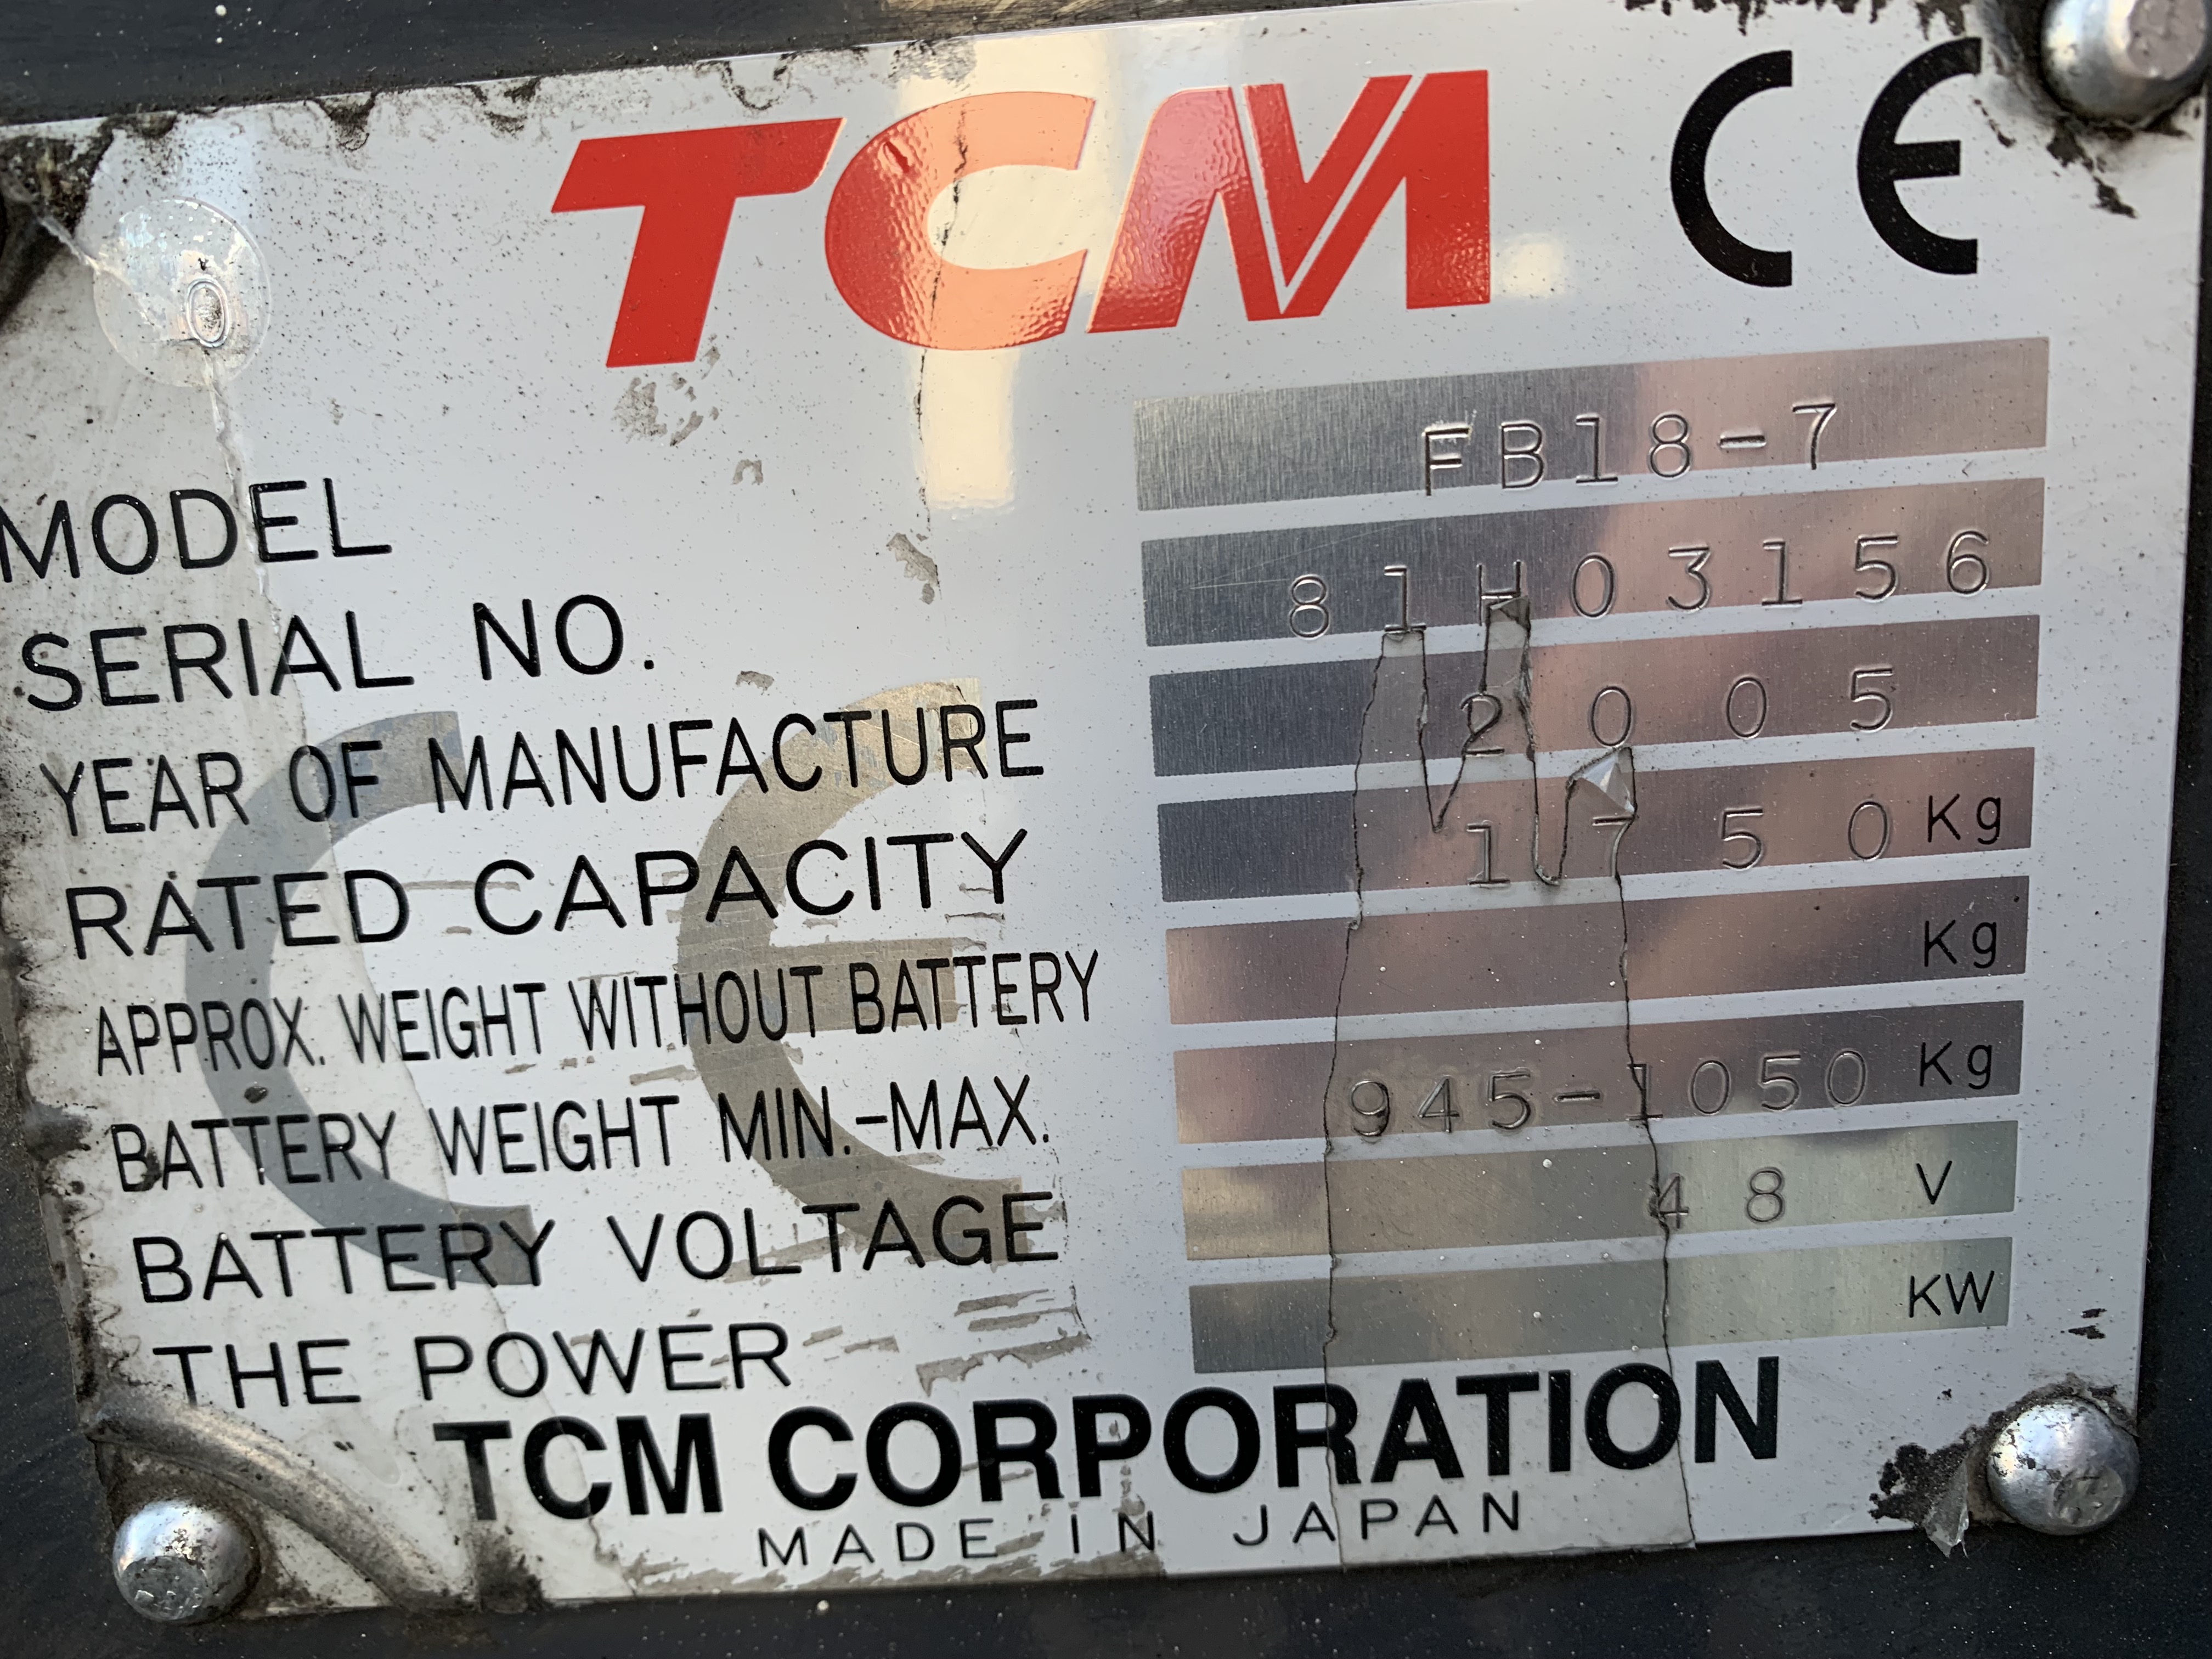 TCM CE
MODEL FB18-7
SERIAL NO. 81H03156
YEAR OF MANUFACTURE 2005
RATED CAPACITY 1750 Kg
APPROX. WEIGHT WITHOUT BATTERY Kg
BATTERY WEIGHT MIN.-MAX. 945-1050 Kg
BATTERY VOLTAGE 48 V
THE POWER KW
TCM CORPORATION
MADE IN JAPAN